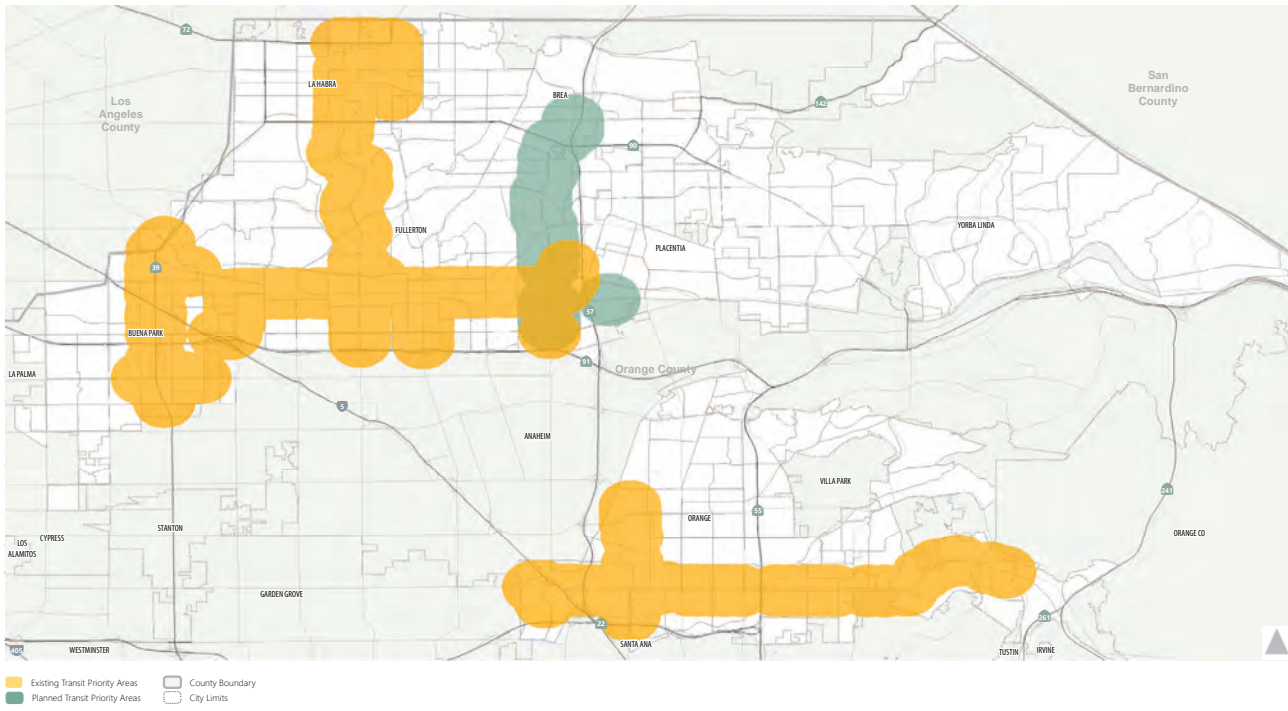 72
LA HABRA
Los
Angeles
County
BREA
142
San
Bernardino
County
90
FULLERTON
PLACENTIA
YORBA LINDA
39
57
BUENA PARK
91
Orange County
LA PALMA
5
ANAHEIM
VILLA PARK
241
55
ORANGE
STANTON
CYPRESS
LOS
ALAMITOS
ORANGE CO
GARDEN GROVE
22
261
SANTA ANA
405
WESTMINSTER
TUSTIN
IRVINE
Existing Transit Priority Areas
County Boundary
Planned Transit Priority Areas
City Limits